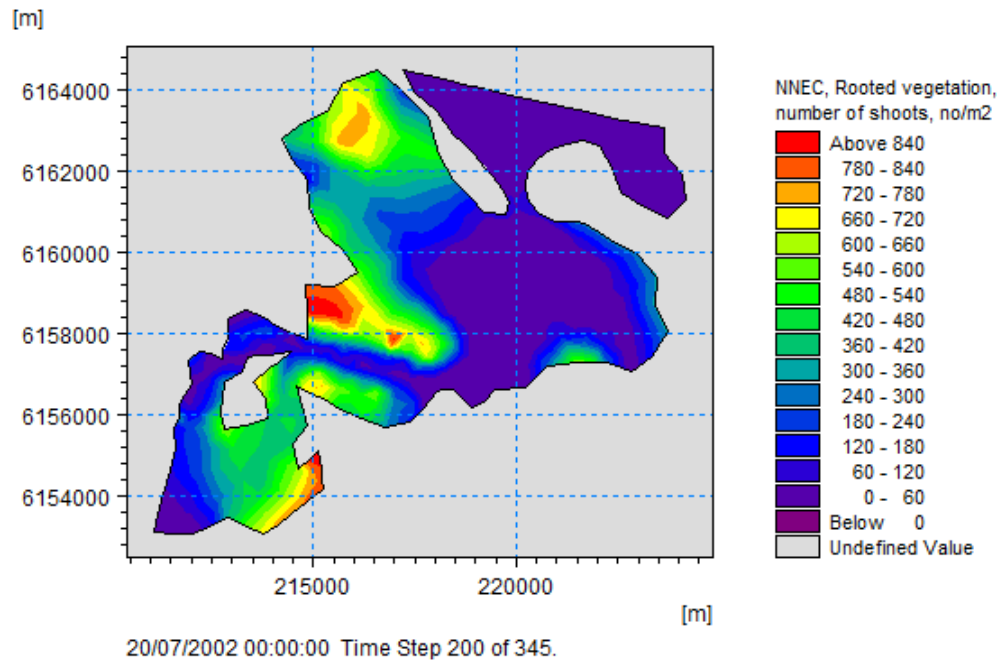 [m]
6164000
6162000
6160000
6158000
6156000
6154000
215000
220000
[m]
20/07/2002 00:00:00 Time Step 200 of 345.
NNEC, Rooted vegetation,
number of shoots, no/m2
Above 840
780 - 840
720 - 780
660 - 720
600 - 660
540 - 600
480 - 540
420 - 480
360 - 420
300 - 360
240 - 300
180 - 240
120 - 180
60 - 120
0 - 60
Below 0
Undefined Value